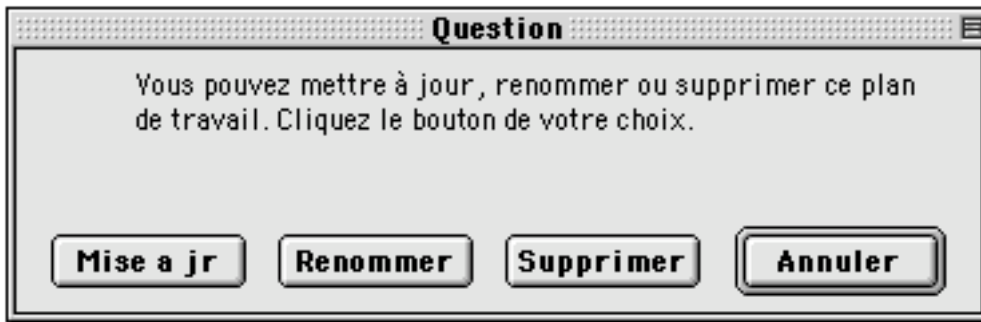 Question
Vous pouvez mettre à jour, renommer ou supprimer ce plan
de travail. Cliquez le bouton de votre choix.
Mise a jr Renommer Supprimer Annuler